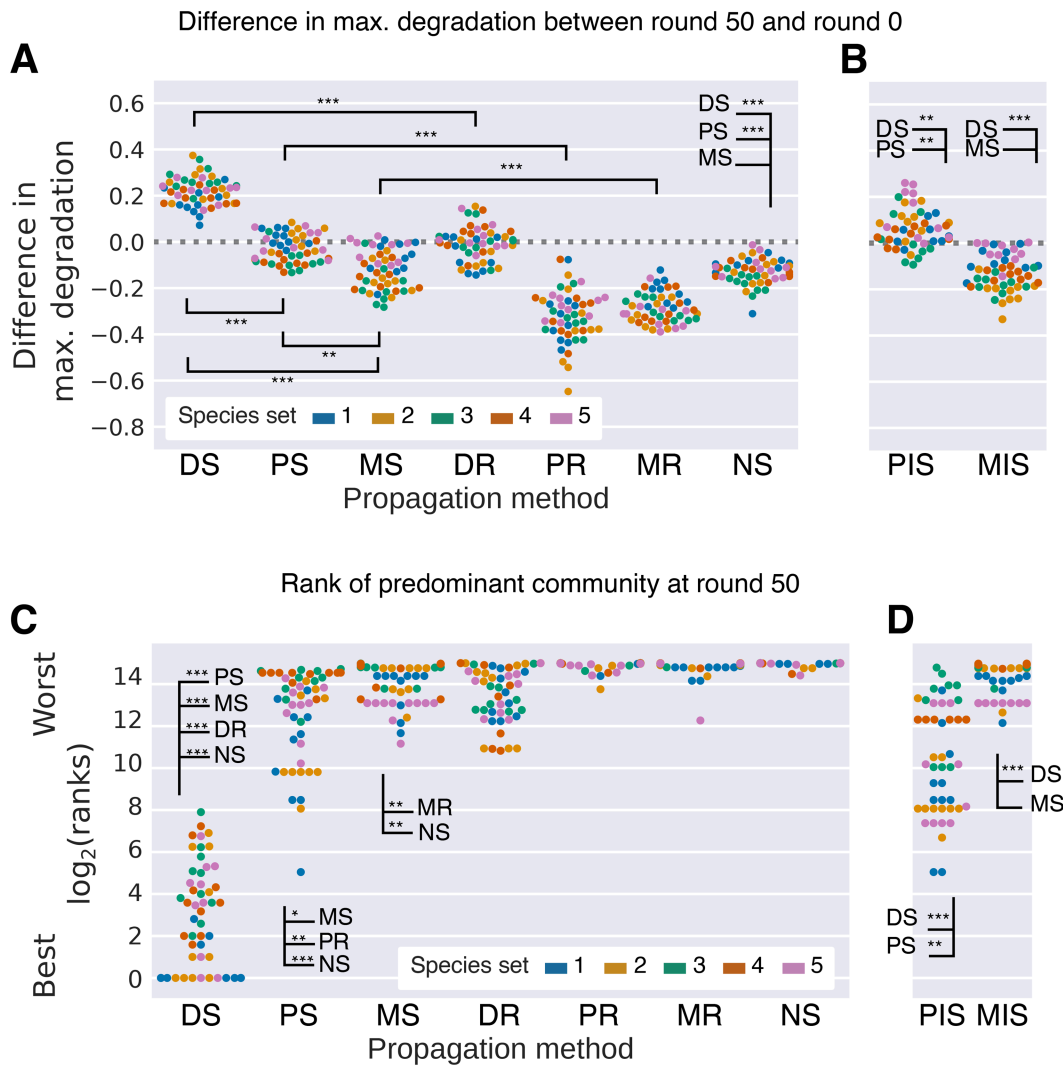 Difference in max. degradation between round 50 and round 0
A
B
Difference in
max. degradation
0.6
0.4
0.2
0.0
−0.2
−0.4
−0.6
−0.8
***
***
***
DS ***
PS ***
MS
***
**
***
Species set 1 2 3 4 5
DS PS MS DR PR MR NS
Propagation method
DS **
PS **
DS ***
MS
PIS MIS
Rank of predominant community at round 50
C
D
Worst
Best
log2(ranks)
14
12
10
8
6
4
2
0
*** PS
*** MS
*** DR
*** NS
** MR
** NS
* MS
** PR
*** NS
Species set 1 2 3 4 5
DS PS MS DR PR MR NS
Propagation method
*** DS
MS
DS ***
PS **
PIS MIS